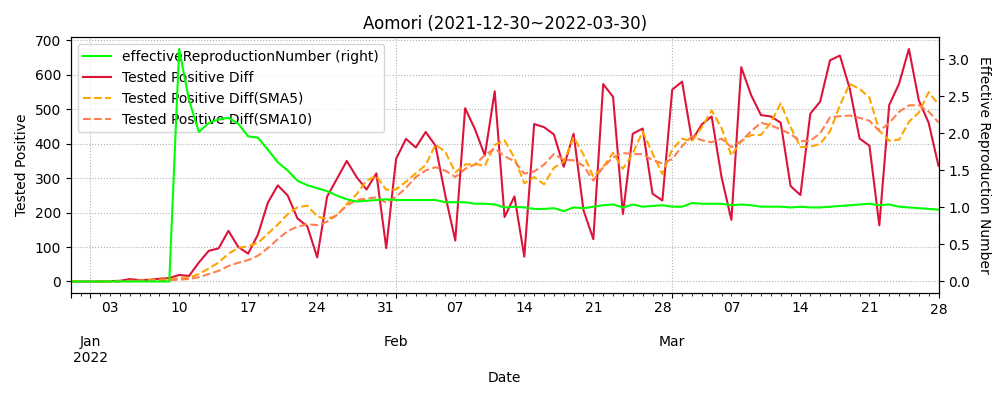 Aomori (2021-12-30~2022-03-30)
effectiveReproductionNumber (right)
Tested Positive Diff
Tested Positive Diff(SMA5)
Tested Positive Diff(SMA10)
Tested Positive
700
600
500
400
300
200
100
0
Effective Reproduction Number
3.0
2.5
2.0
1.5
1.0
0.5
0.0
03 10 17 24 31 07 14 21 28 07 14 21 28
Jan Feb Mar
2022
Date